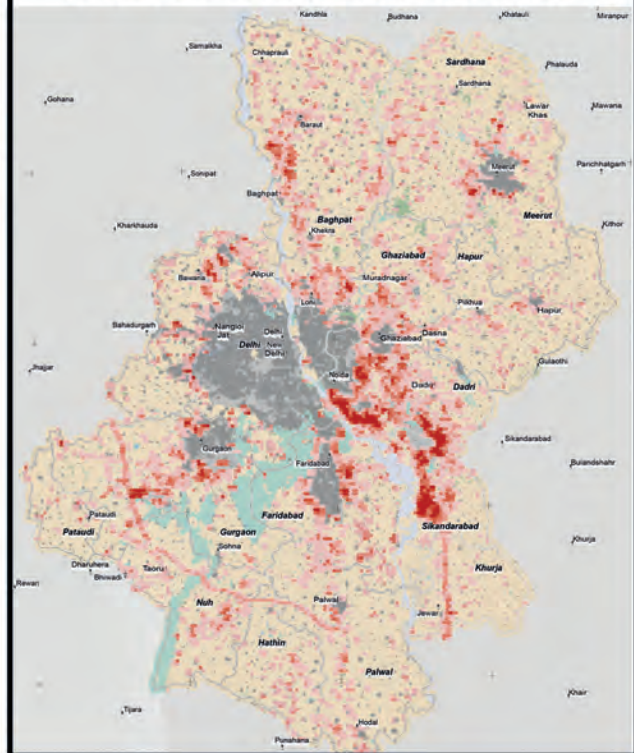 Kandhla
Budhana
Khatauli
Miranpur
Samalkha
Chhaprauli
Sardhana
Sardhana
Phalauda
Gohana
Lawar
Khas
Mawana
Baraut
Sonipat
Meerut
Parichhatgarh
Baghpat
Baghpat
Meerut
Kharkhauda
Khekra
Kithor
Ghaziabad
Hapur
Bawana
Alipur
Muradnagar
Loni
Pilkhua
Hapur
Bahadurgarh
Nangloi
Jat
Delhi
Delhi
New
Delhi
Ghaziabad
Dasna
Gulaothi
Jhajjar
Noida
Dadri
Dadri
Gurgaon
Faridabad
Sikandarabad
Bulandshahr
Pataudi
Pataudi
Gurgaon
Faridabad
Sikandarabad
Sohna
Khurja
Dharuhera
Bhiwadi
Taoru
Khurja
Rewari
Nuh
Palwal
Jewar
Hathin
Palwal
Khair
Tijara
Hodal
Punahana